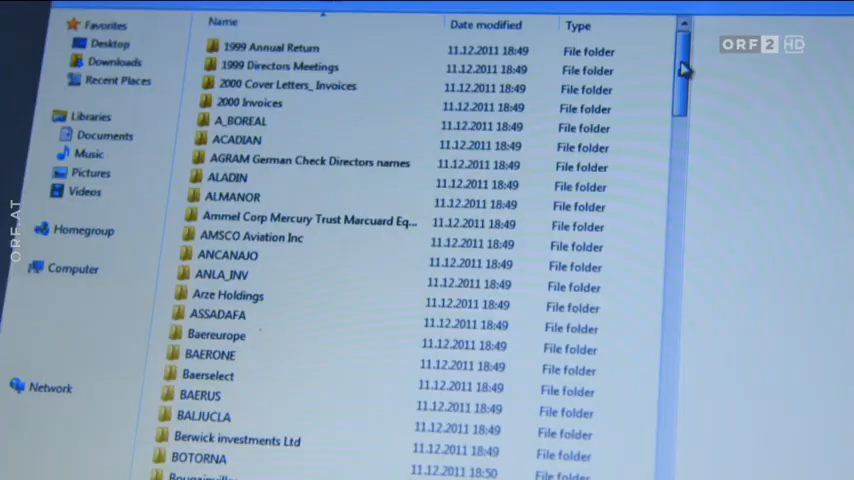 Name Date modified Type
ORF 2 HD
Favorites
Desktop
Downloads
Recent Places
Libraries
Documents
Music
Pictures
Videos
Homegroup
Computer
Network
1999 Annual Return 11.12.2011 18:49 File folder
1999 Directors Meetings 11.12.2011 18:49 File folder
2000 Cover Letters_ Invoices 11.12.2011 18:49 File folder
2000 Invoices 11.12.2011 18:49 File folder
A_BOREAL 11.12.2011 18:49 File folder
ACADIAN 11.12.2011 18:49 File folder
AGRAM German Check Directors names 11.12.2011 18:49 File folder
ALADIN 11.12.2011 18:49 File folder
ALMANOR 11.12.2011 18:49 File folder
Ammel Corp Mercury Trust Marcuard Eq... 11.12.2011 18:49 File folder
AMSCO Aviation Inc 11.12.2011 18:49 File folder
ANCANAJO 11.12.2011 18:49 File folder
ANLA_INV 11.12.2011 18:49 File folder
Arze Holdings 11.12.2011 18:49 File folder
ASSADAFA 11.12.2011 18:49 File folder
Baereurope 11.12.2011 18:49 File folder
BAERONE 11.12.2011 18:49 File folder
Baerselect 11.12.2011 18:49 File folder
BAERUS 11.12.2011 18:49 File folder
BALJUCLA 11.12.2011 18:49 File folder
Berwick investments Ltd 11.12.2011 18:49 File folder
BOTORNA 11.12.2011 18:49 File folder
11.12.2011 18:50 File folder
ORF.AT